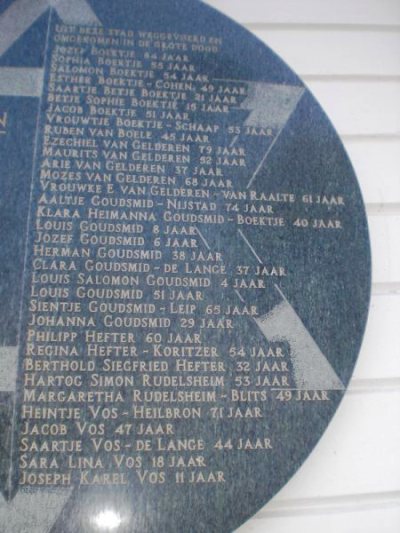 UIT DEZE STAD WEGGEVOERD EN
OMGEKOMEN IN DE GROTE DOOD
JOZEF BOEKTJE 64 JAAR
SOPHIA BOEKTJE 55 JAAR
SALOMON BOEKTJE 54 JAAR
ESTHER BOEKTJE - COHEN, 49 JAAR
SAARTJE BETJE BOEKTJE 21 JAAR
BETJE SOPHIE BOEKTJE 15 JAAR
JACOB BOEKTJE 51 JAAR
VROUWTJE BOEKTJE - SCHAAP 53 JAAR
RUBEN VAN BOELE 45 JAAR
EZECHIEL VAN GELDEREN 79 JAAR
MAURITS VAN GELDEREN 52 JAAR
ARIE VAN GELDEREN 37 JAAR
MOZES VAN GELDEREN 68 JAAR
VROUWKE E VAN GELDEREN - VAN RAALTE 61 JAAR
AALTJE GOUDSMID - NIJSTAD 74 JAAR
KLARA HEIMANNA GOUDSMID - BOEKTJE 40 JAAR
LOUIS GOUDSMID 8 JAAR
JOZEF GOUDSMID 6 JAAR
HERMAN GOUDSMID 38 JAAR
CLARA GOUDSMID - DE LANGE 37 JAAR
LOUIS SALOMON GOUDSMID 4 JAAR
LOUIS GOUDSMID 51 JAAR
SIENTJE GOUDSMID - LEIP 65 JAAR
JOHANNA GOUDSMID 29 JAAR
PHILIPP HEFTER 60 JAAR
REGINA HEFTER - KORITZER 54 JAAR
BERTHOLD SIEGFRIED HEFTER 32 JAAR
HARTOG SIMON RUDELSHEIM 53 JAAR
MARGARETHA RUDELSHEIM - BLITS 49 JAAR
HEINTJE VOS - HEILBRON 71 JAAR
JACOB VOS 47 JAAR
SAARTJE VOS - DE LANGE 44 JAAR
SARA LINA VOS 18 JAAR
JOSEPH KAREL VOS 11 JAAR